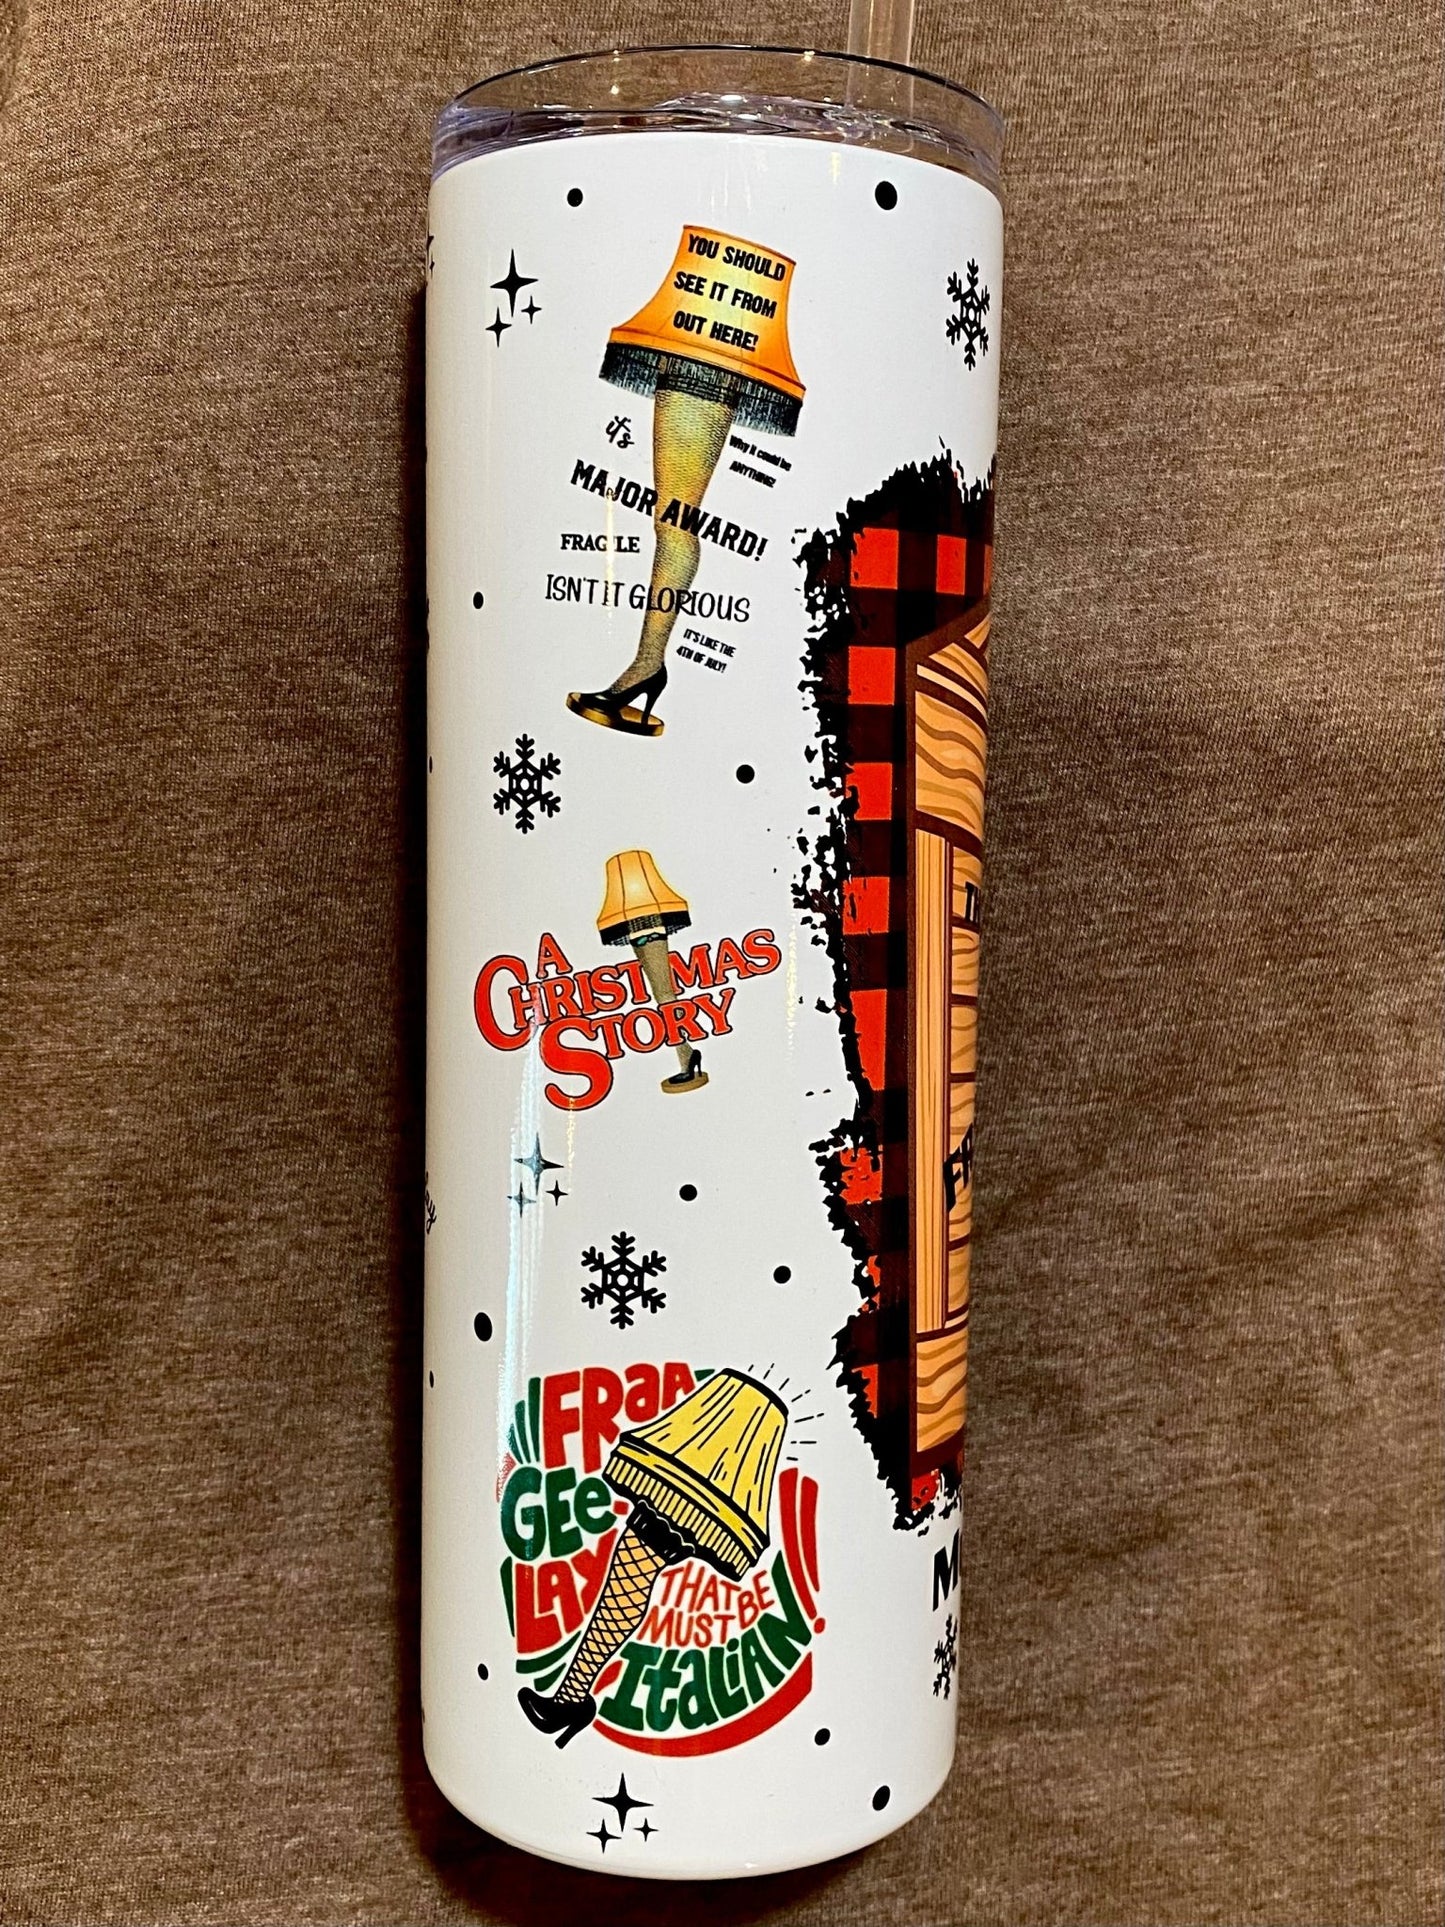 YOU SHOULD
SEE IT FROM
OUT HERE!
it's
Why it could be
ANYTHING!
MAJOR AWARD!
FRAGILE
ISN'T IT GLORIOUS
IT'S LIKE THE
4TH OF JULY!
A
CHRISTMAS
STORY
FRaA
GEe-
LAY
THAT
MUST BE
ItaLiAN!!